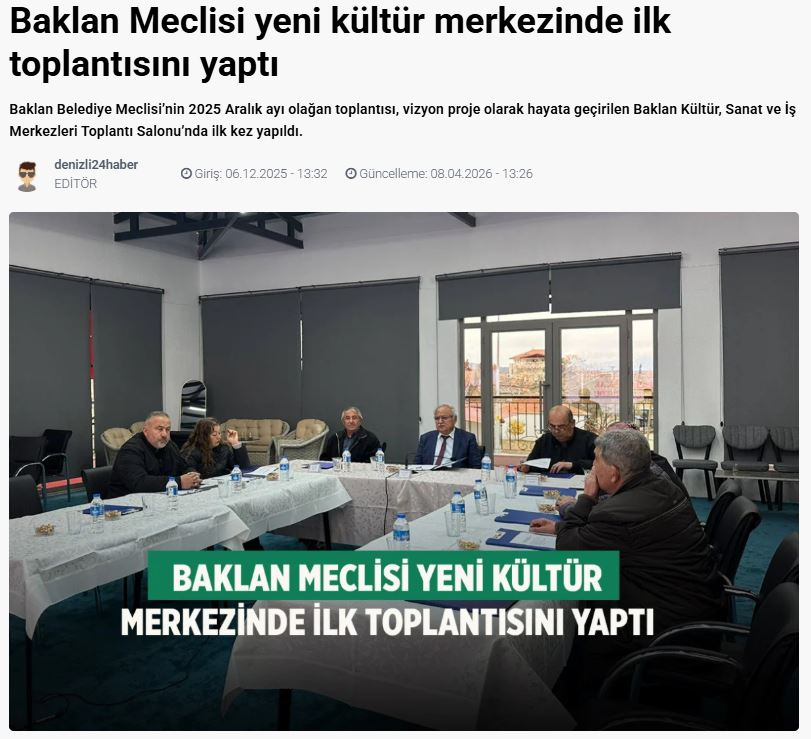 Baklan Meclisi yeni kültür merkezinde ilk
toplantısını yaptı
Baklan Belediye Meclisi’nin 2025 Aralık ayı olağan toplantısı, vizyon proje olarak hayata geçirilen Baklan Kültür, Sanat ve İş
Merkezleri Toplantı Salonu’nda ilk kez yapıldı.
denizli24haber
EDİTÖR
Giriş: 06.12.2025 - 13:32
Güncelleme: 08.04.2026 - 13:26
BAKLAN MECLİSİ YENİ KÜLTÜR
MERKEZİNDE İLK TOPLANTISINI YAPTI